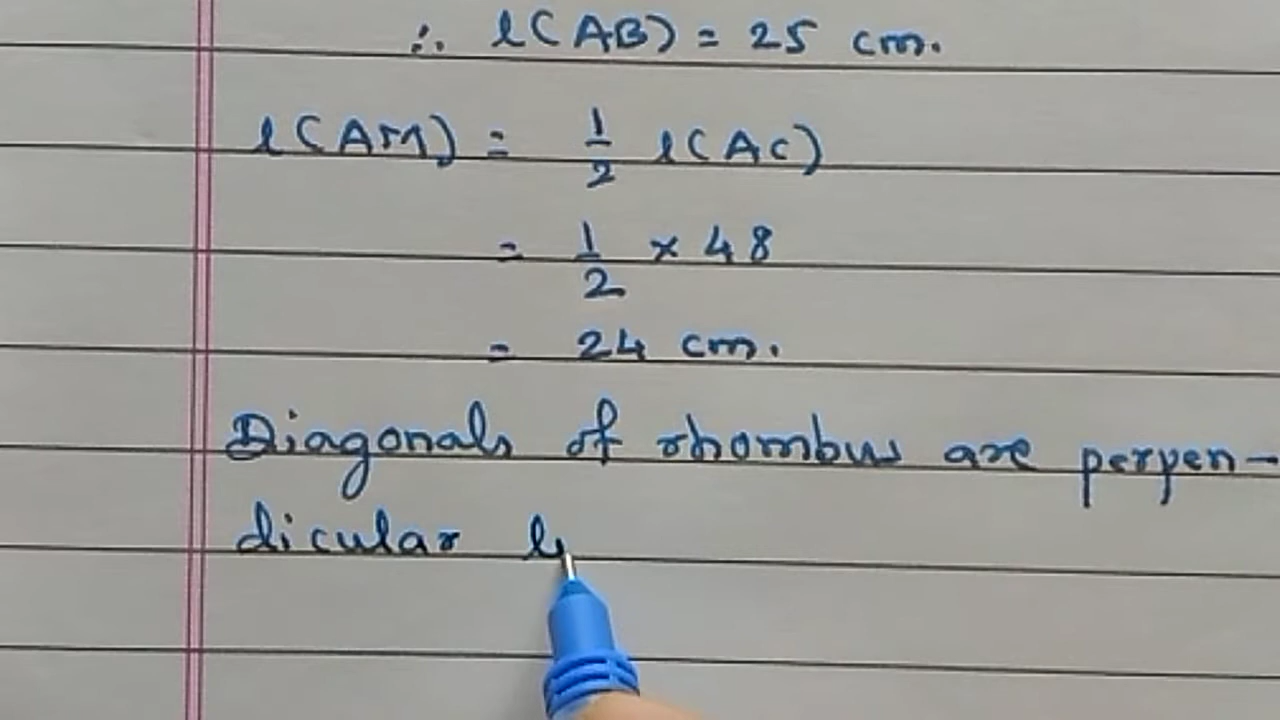 ∴ l(AB) = 25 cm.
l(AM) = 1/2 l(AC)
= 1/2 × 48
= 24 cm.
Diagonals of rhombus are perpen-
dicular